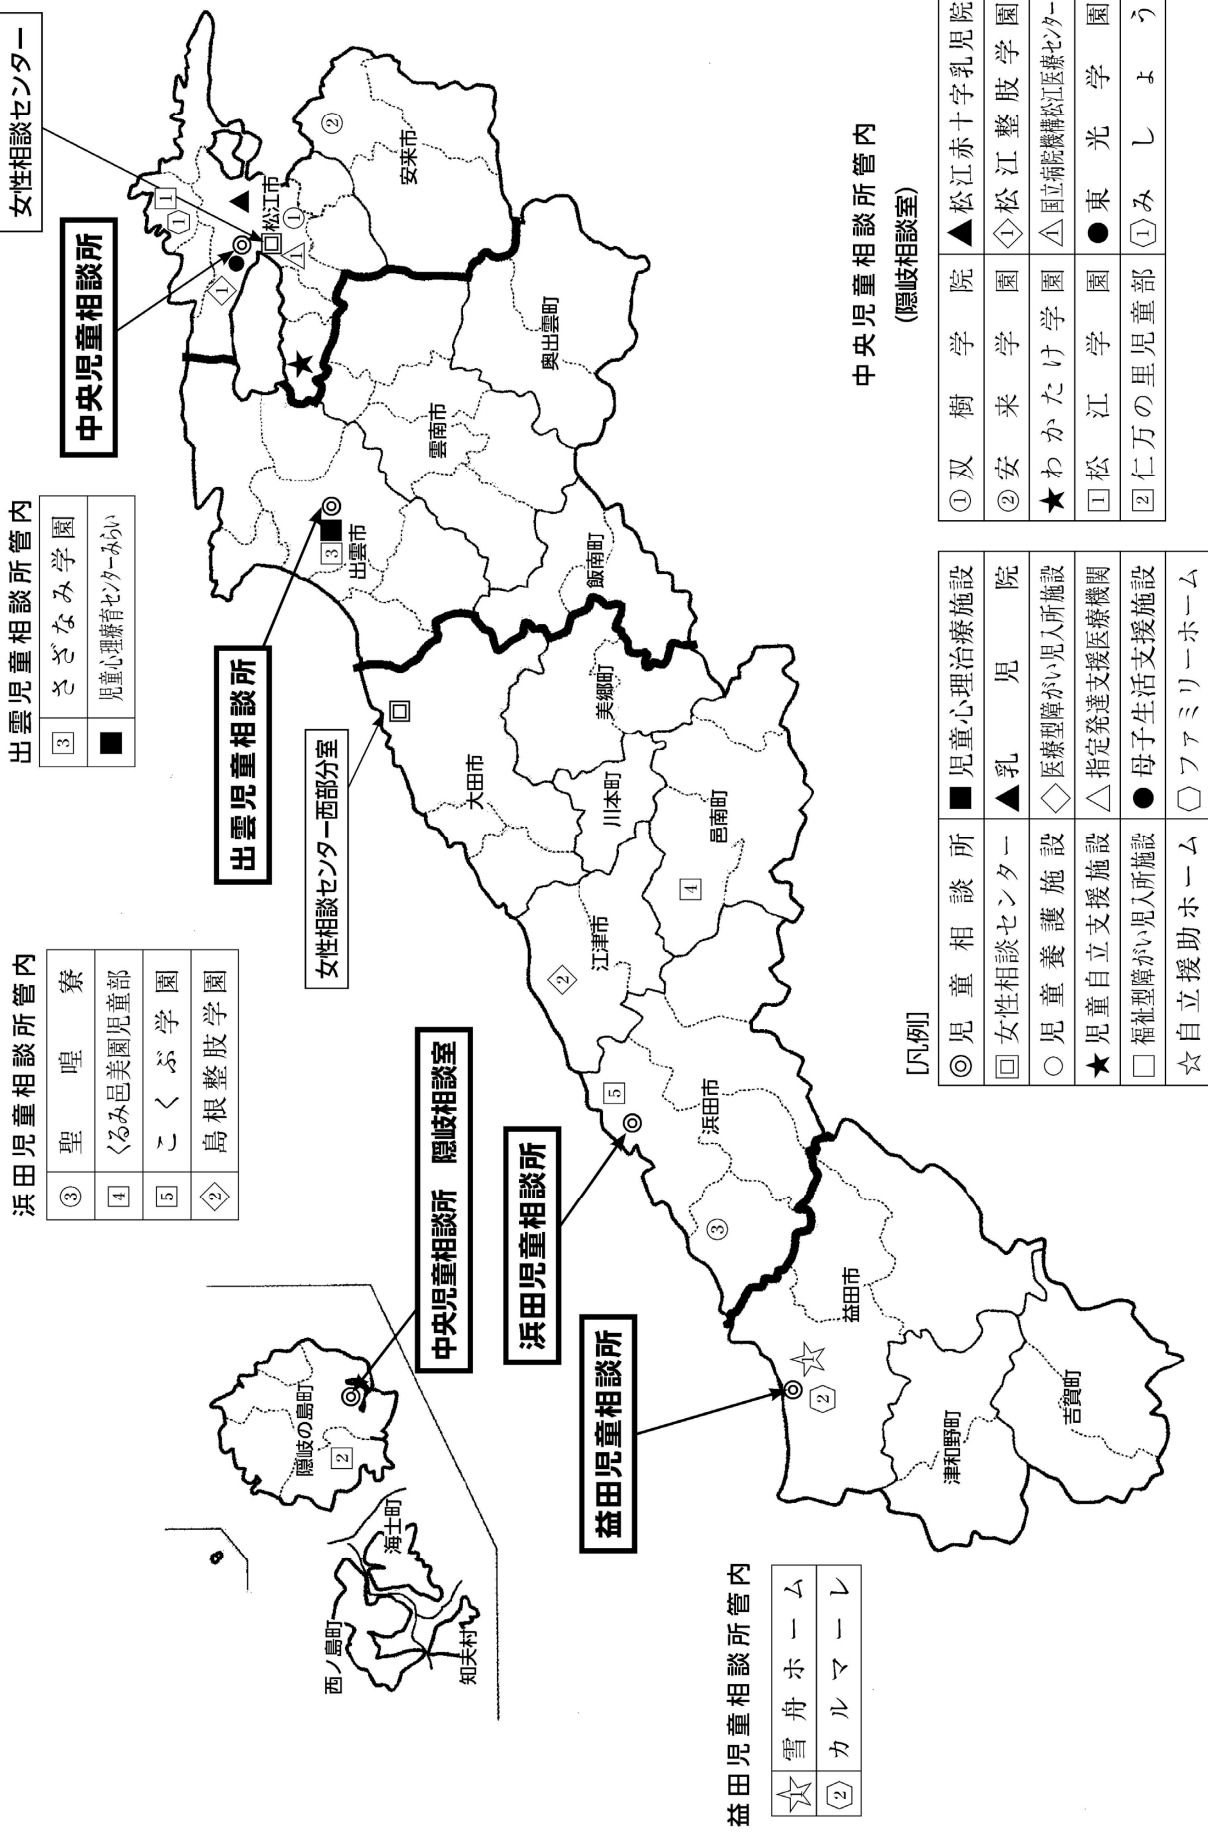 浜田児童相談所管内
③ 聖喤寮
4 くるみ邑美園児童部
5 こくぶ学園
2 島根整肢学園
出雲児童相談所管内
3 さざなみ学園
■ 児童心理療育センターみらい
女性相談センター
中央児童相談所
出雲児童相談所
女性相談センター西部分室
中央児童相談所 隠岐相談室
浜田児童相談所
益田児童相談所
隠岐の島町
2
海士町
西ノ島町
知夫村
1
1
松江市
①
1
1
★
②
安来市
奥出雲町
雲南市
3
出雲市
飯南町
美郷町
大田市
川本町
邑南町
4
江津市
2
5
浜田市
③
益田市
1
2
津和野町
吉賀町
益田児童相談所管内
1 雪舟ホーム
2 カルマーレ
[凡例]
◎ 児童相談所 ■ 児童心理治療施設
回 女性相談センター ▲ 乳児院
○ 児童養護施設 ◇ 医療型障がい児入所施設
★ 児童自立支援施設 △ 指定発達支援医療機関
□ 福祉型障がい児入所施設 ● 母子生活支援施設
☆ 自立援助ホーム ⬡ ファミリーホーム
中央児童相談所管内
(隠岐相談室)
① 双樹学院 ▲ 松江赤十字乳児院
② 安来学園 1 松江整肢学園
★ わかたけ学園 1 国立病院機構松江医療センター
1 松江学園 ● 東光学園
2 仁万の里児童部 1 みしょう